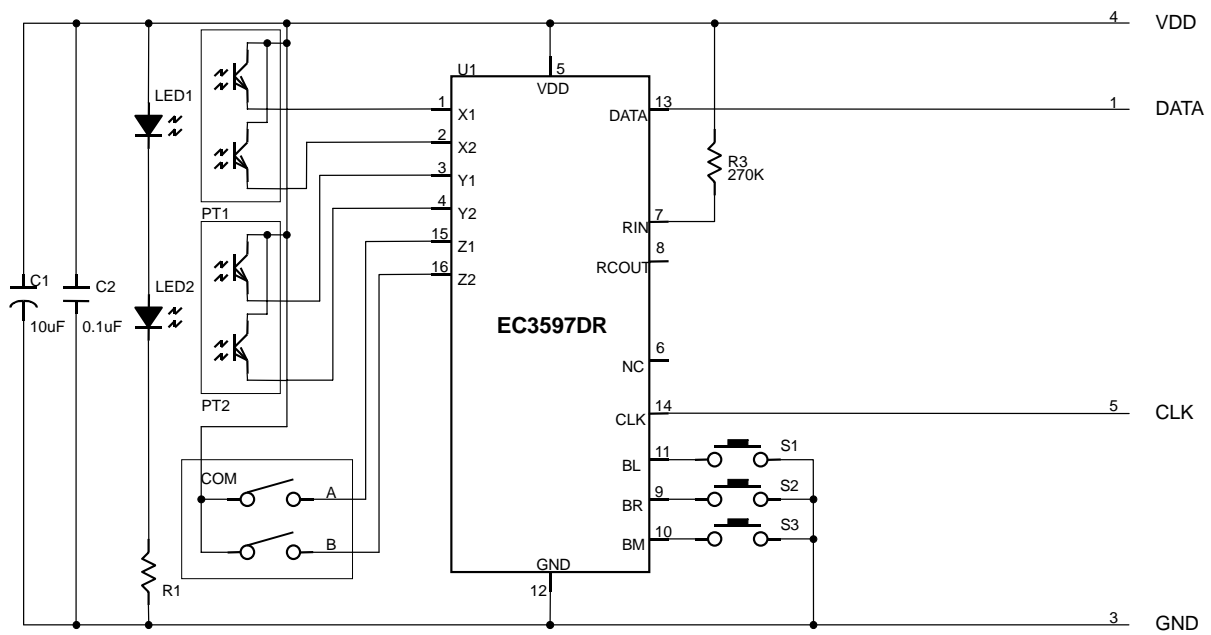 4 VDD
U1
5
VDD
LED1
1 X1
DATA 13
1 DATA
2 X2
R3
270K
3 Y1
PT1
4 Y2
RIN 7
15 Z1
RCOUT 8
16 Z2
C1
10uF
C2
0.1uF
LED2
EC3597DR
NC 6
PT2
CLK 14
5 CLK
BL 11
S1
COM
A
BR 9
S2
B
BM 10
S3
R1
GND
12
3 GND